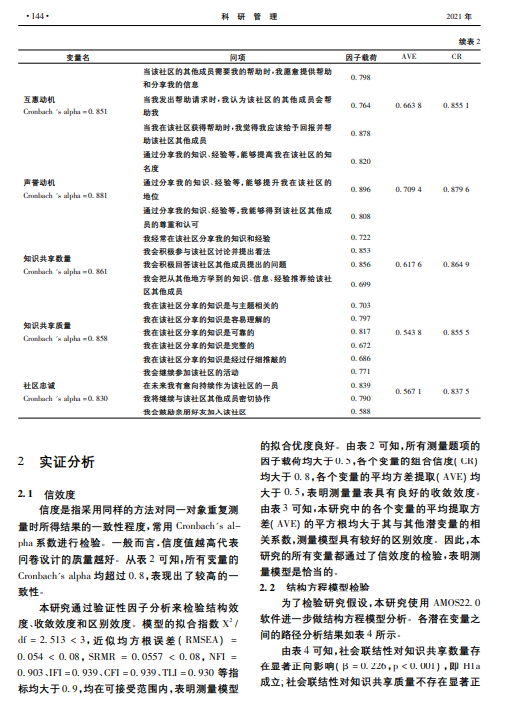 ·144·
科 研 管 理
2021 年
续表 2
变量名 问项 因子载荷 AVE CR
互惠动机
Cronbach ´s alpha = 0. 851
当该社区的其他成员需要我的帮助时,我愿意提供帮助
和分享我的信息
0. 798
当我发出帮助请求时,我认为该社区的其他成员会帮
助我
0. 764
0. 663 8
0. 855 1
当我在该社区获得帮助时,我觉得我应该给予回报并帮
助该社区其他成员
0. 878
声誉动机
Cronbach ´s alpha = 0. 881
通过分享我的知识、经验等,能够提高我在该社区的知
名度
0. 820
通过分享我的知识、经验等,能够提升我在该社区的
地位
0. 896
0. 709 4
0. 879 6
通过分享我的知识、经验等,我能够得到该社区其他成
员的尊重和认可
0. 808
知识共享数量
Cronbach ´s alpha = 0. 861
我经常在该社区分享我的知识和经验 0. 722
我会积极参与该社区讨论并提出看法 0. 853
我会积极回答该社区其他成员提出的问题 0. 856
0. 617 6
0. 864 9
我会把从其他地方学到的知识、信息、经验推荐给该社
区其他成员
0. 699
知识共享质量
Cronbach ´s alpha = 0. 858
我在该社区分享的知识是与主题相关的 0. 703
我在该社区分享的知识是容易理解的 0. 797
我在该社区分享的知识是可靠的 0. 817
0. 543 8
0. 855 5
我在该社区分享的知识是完整的 0. 672
我在该社区分享的知识是经过仔细推敲的 0. 686
社区忠诚
Cronbach ´s alpha = 0. 830
我会继续参加该社区的活动 0. 771
在未来我有意向持续作为该社区的一员 0. 839
我将继续与该社区其他成员密切协作 0. 790
0. 567 1
0. 837 5
我会鼓励亲朋好友加入该社区 0. 588
2 实证分析
2. 1 信效度
信度是指采用同样的方法对同一对象重复测
量时所得结果的一致性程度,常用 Cronbach´s al-
pha 系数进行检验。一般而言,信度值越高代表
问卷设计的质量越好。从表 2 可知,所有变量的
Cronbach´s alpha 均超过 0. 8,表现出了较高的一
致性。
本研究通过验证性因子分析来检验结构效
度、收敛效度和区别效度。模型的拟合指数 X²/
df = 2. 513 < 3, 近似均方根误差( RMSEA) =
0. 054 < 0. 08, SRMR = 0. 0557 < 0. 08, NFI =
0. 903、IFI = 0. 939、CFI = 0. 939、TLI = 0. 930 等指
标均大于 0. 9,均在可接受范围内,表明测量模型
的拟合优度良好。由表 2 可知,所有测量题项的
因子载荷均大于 0. 5,各个变量的组合信度( CR)
均大于 0. 8,各个变量的平均方差提取( AVE) 均
大于 0. 5,表明测量量表具有良好的收敛效度。
由表 3 可知,本研究中的各个变量的平均提取方
差( AVE) 的平方根均大于其与其他潜变量的相
关系数,测量模型具有较好的区别效度。因此,本
研究的所有变量都通过了信效度的检验,表明测
量模型是恰当的。
2. 2 结构方程模型检验
为了检验研究假设,本研究使用 AMOS22. 0
软件进一步做结构方程模型分析。各潜在变量之
间的路径分析结果如表 4 所示。
由表 4 可知,社会联结性对知识共享数量存
在显著正向影响( β = 0. 226, p < 0. 001) ,即 H1a
成立;社会联结性对知识共享质量不存在显著正